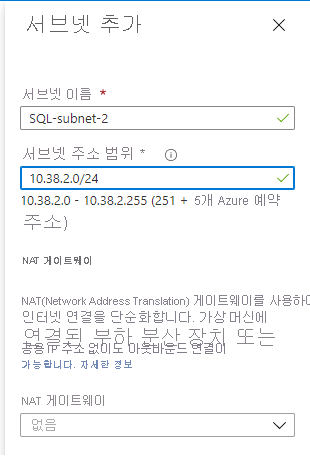 서브넷 추가
서브넷 이름 *
SQL-subnet-2
서브넷 주소 범위 *
10.38.2.0/24
10.38.2.0 - 10.38.2.255 (251 + 5개 Azure 예약
주소)
NAT 게이트웨이
NAT(Network Address Translation) 게이트웨이를 사용하여
인터넷 연결을 단순화합니다. 가상 머신에
연결된 부하 분산 장치 또는
공용 IP 주소 없이도 아웃바운드 연결이
가능합니다. 자세한 정보
NAT 게이트웨이
없음